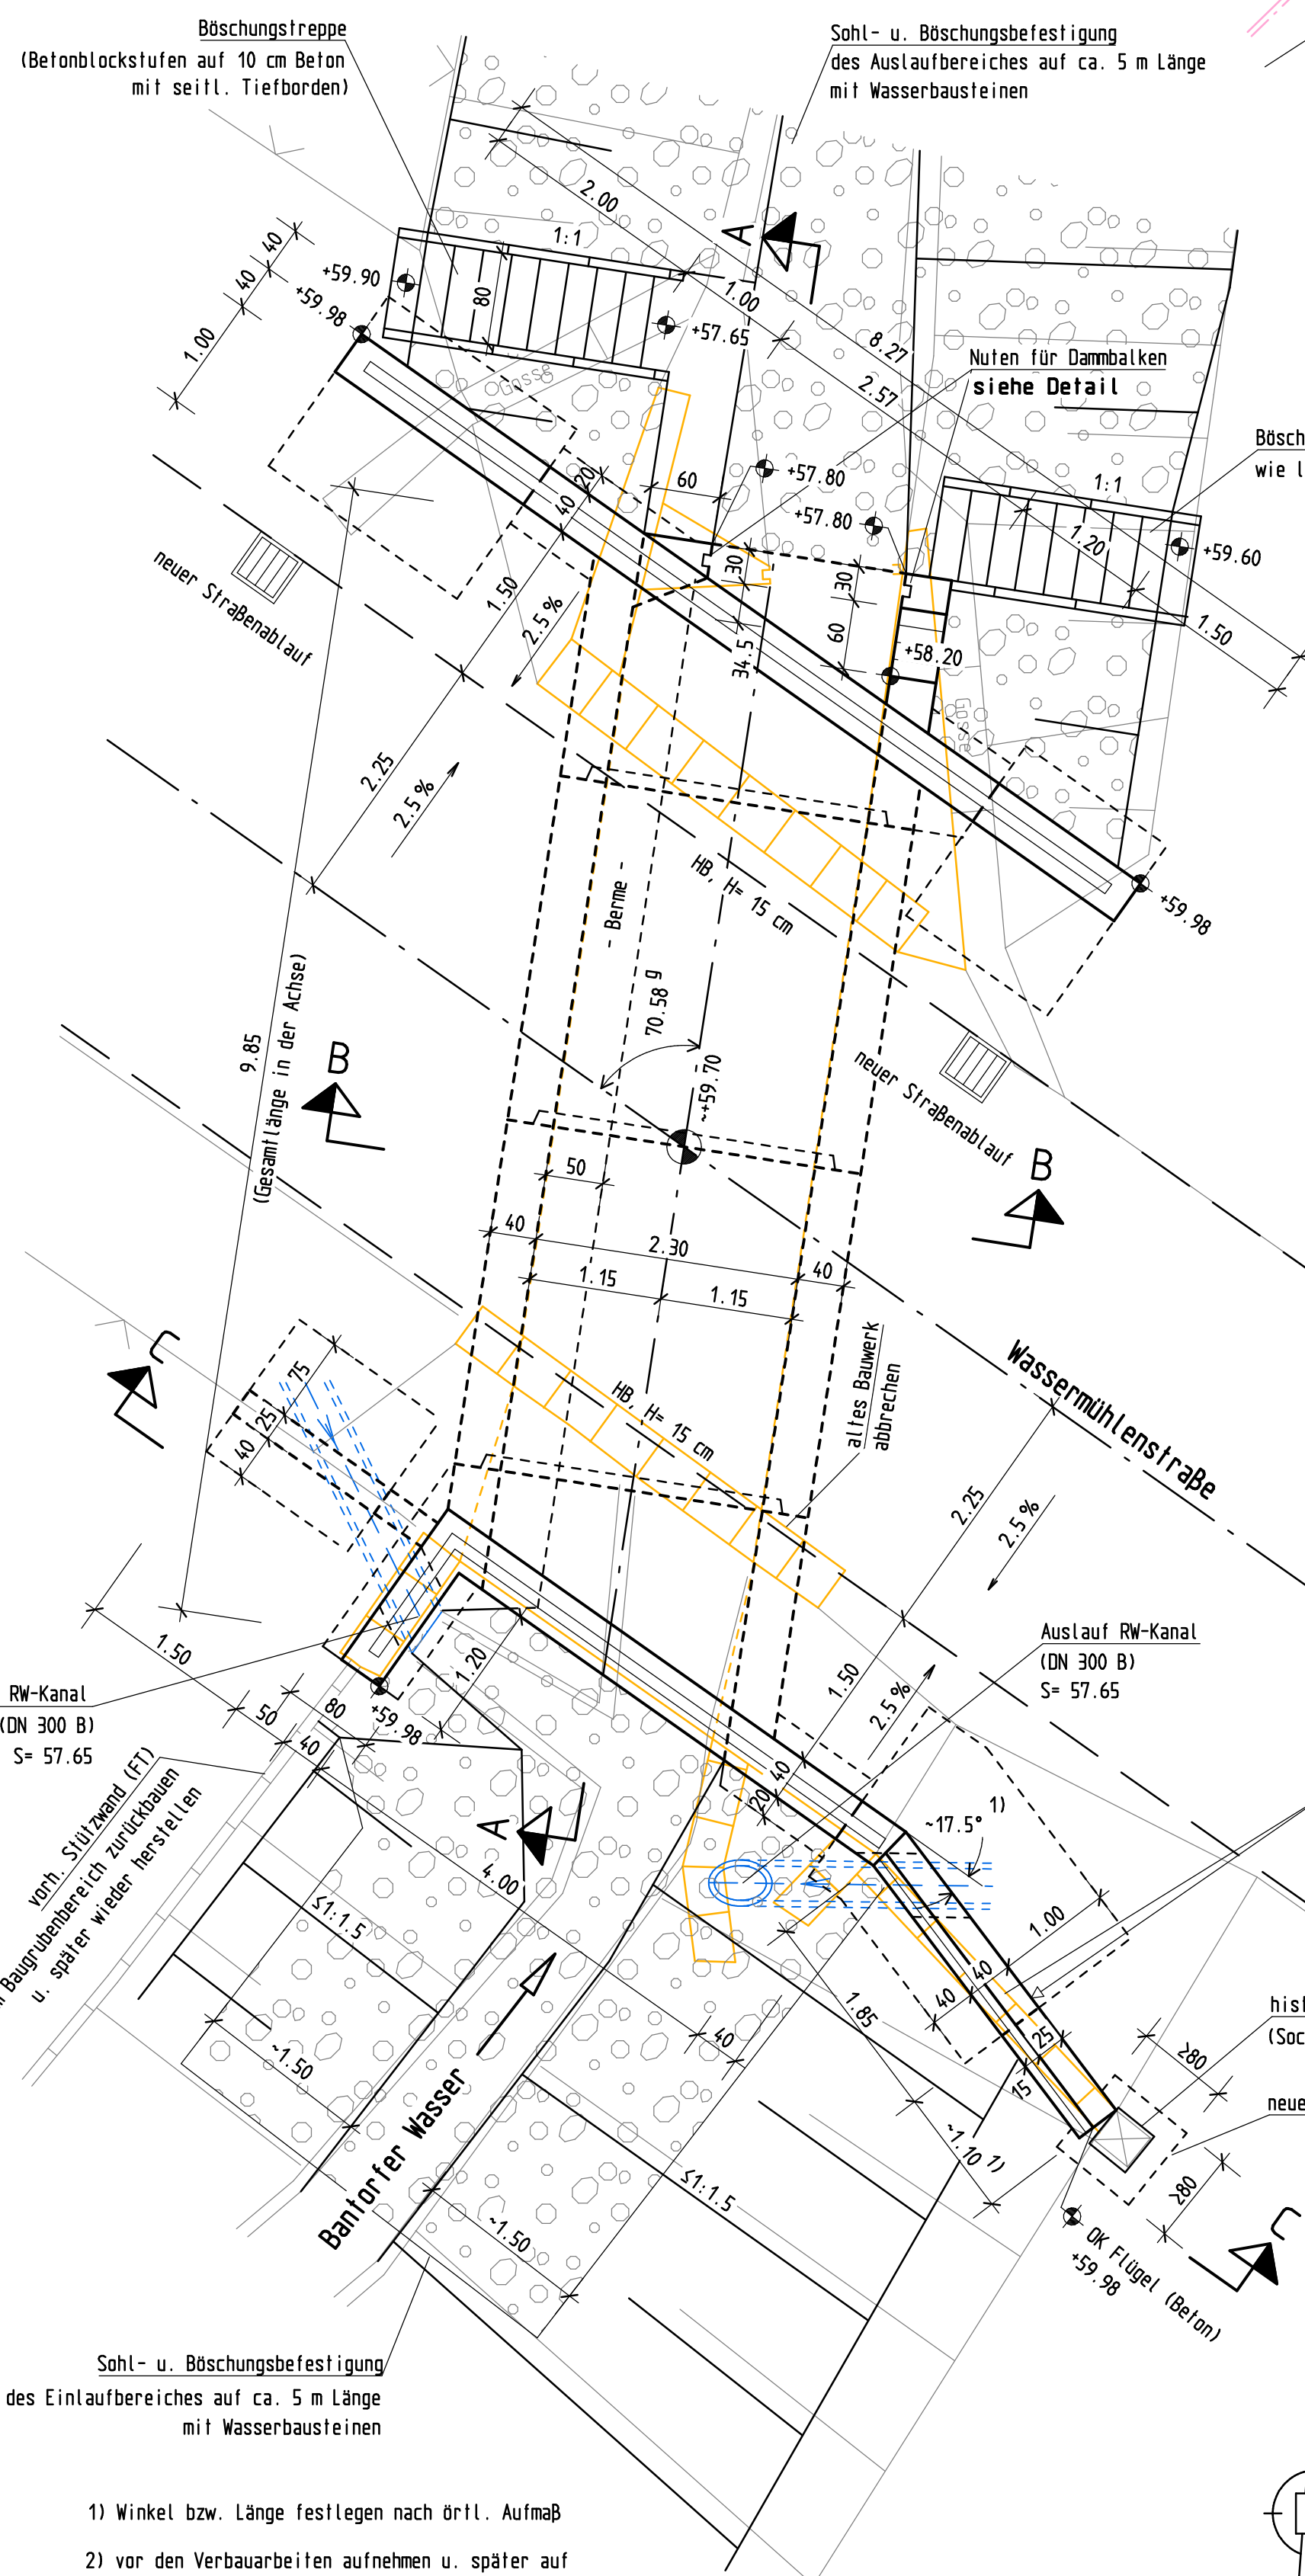 Böschungstreppe
(Betonblockstufen auf 10 cm Beton
mit seitl. Tiefborden)
Sohl- u. Böschungsbefestigung
des Auslaufbereiches auf ca. 5 m Länge
mit Wasserbausteinen
2.00
1:1
A
40
40
1.00
+59.90
+59.98
80
1.00
+57.65
8.27
2.57
Nuten für Dammbalken
siehe Detail
Gosse
Bösch
wie l
1:1
+57.80
+57.80
60
20
40
30
30
60
34.5
1.20
+59.60
1.50
+58.20
Gosse
neuer Straßenablauf
1.50
2.5 %
2.25
2.5 %
HB, H= 15 cm
+59.98
- Berme -
70.58 g
~+59.70
9.85
(Gesamtlänge in der Achse)
B
neuer Straßenablauf
B
50
40
2.30
40
1.15
1.15
C
75
25
40
HB, H= 15 cm
altes Bauwerk
abbrechen
Wassermühlenstraße
2.25
2.5 %
Auslauf RW-Kanal
(DN 300 B)
S= 57.65
1.50
2.5 %
1.50
RW-Kanal
(DN 300 B)
S= 57.65
50
80
40
+59.98
1.20
40
20
A
~17.5° 1)
vorh. Stützwand (FT)
Baugrubenbereich zurückbauen
u. später wieder herstellen
4.00
≤1:1.5
~1.50
1.00
40
40
1.85
25
15
≥80
hist
(Soc
neue
40
~1.10 1)
≥80
Bantorfer Wasser
≤1:1.5
~1.50
C
OK Flügel (Beton)
+59.98
Sohl- u. Böschungsbefestigung
des Einlaufbereiches auf ca. 5 m Länge
mit Wasserbausteinen
1) Winkel bzw. Länge festlegen nach örtl. Aufmaß
2) vor den Verbauarbeiten aufnehmen u. später auf